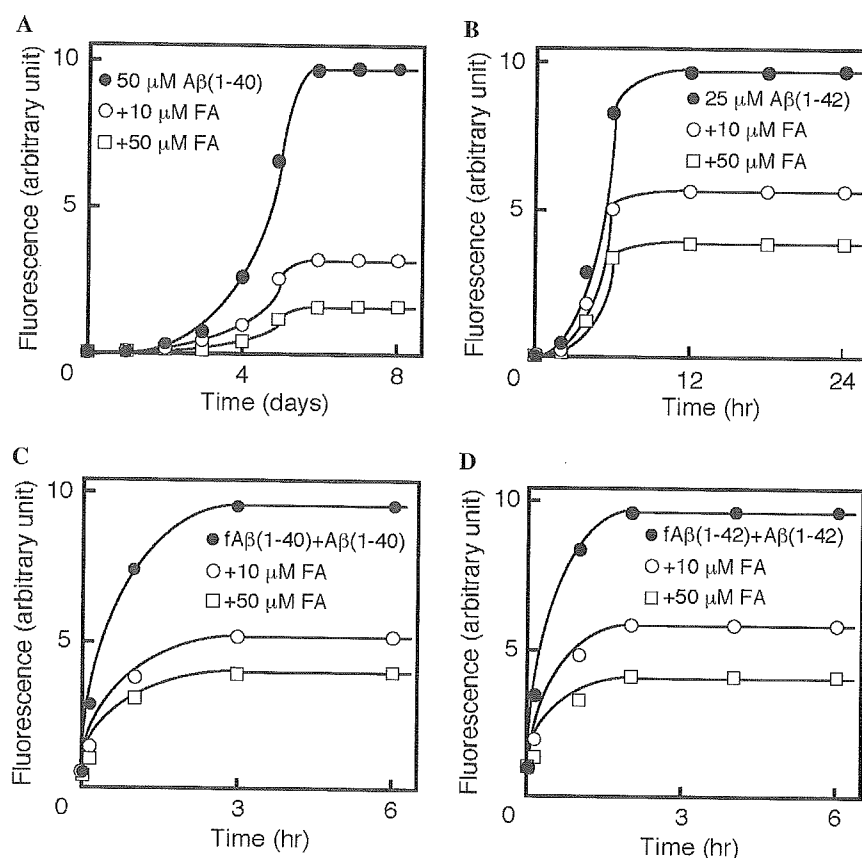 A
Fluorescence (arbitrary unit)
10
5
0
● 50 μM Aβ(1-40)
○ +10 μM FA
□ +50 μM FA
4
8
Time (days)
B
Fluorescence (arbitrary unit)
10
5
0
● 25 μM Aβ(1-42)
○ +10 μM FA
□ +50 μM FA
12
24
Time (hr)
C
Fluorescence (arbitrary unit)
10
5
0
● fAβ(1-40)+Aβ(1-40)
○ +10 μM FA
□ +50 μM FA
3
6
Time (hr)
D
Fluorescence (arbitrary unit)
10
5
0
● fAβ(1-42)+Aβ(1-42)
○ +10 μM FA
□ +50 μM FA
3
6
Time (hr)